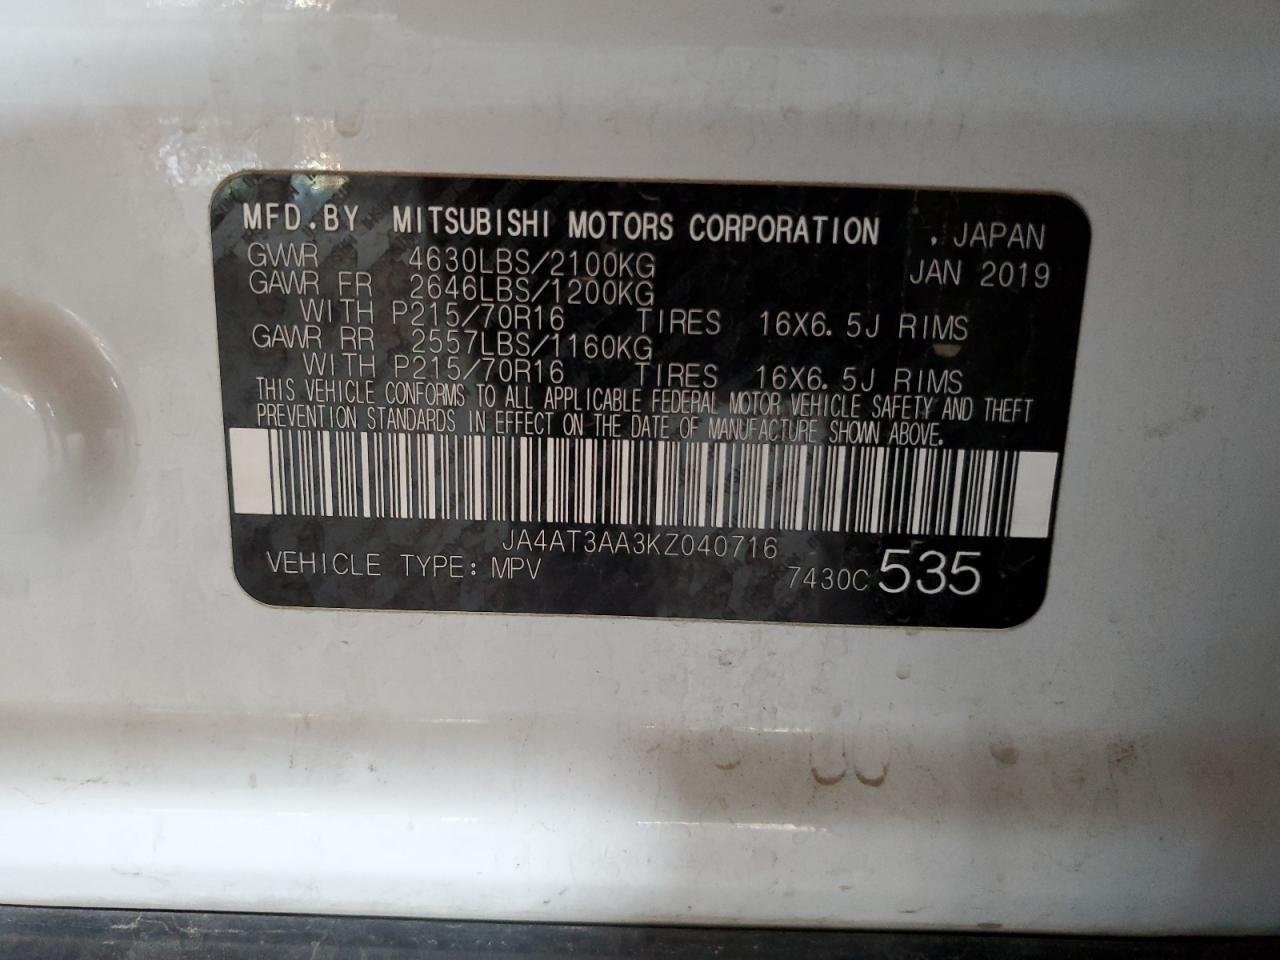 MFD.BY MITSUBISHI MOTORS CORPORATION , JAPAN
GVWR 4630LBS/2100KG JAN 2019
GAWR FR 2646LBS/1200KG
WITH P215/70R16 TIRES 16X6.5J RIMS
GAWR RR 2557LBS/1160KG
WITH P215/70R16 TIRES 16X6.5J RIMS
THIS VEHICLE CONFORMS TO ALL APPLICABLE FEDERAL MOTOR VEHICLE SAFETY AND THEFT
PREVENTION STANDARDS IN EFFECT ON THE DATE OF MANUFACTURE SHOWN ABOVE.
JA4AT3AA3KZ040716
VEHICLE TYPE: MPV 7430C 535